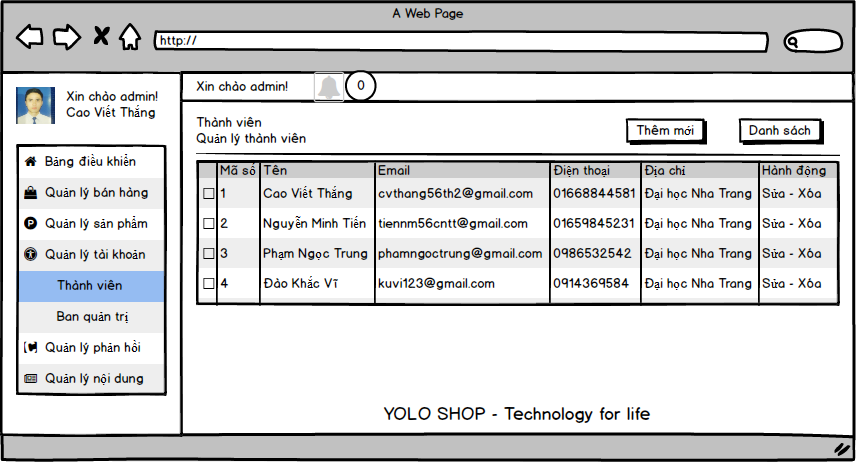 A Web Page
http://
Xin chào admin!
Cao Viết Thắng
Bảng điều khiển
Quản lý bán hàng
Quản lý sản phẩm
Quản lý tài khoản
Thành viên
Ban quản trị
Quản lý phản hồi
Quản lý nội dung
Xin chào admin!
0
Thành viên
Quản lý thành viên
Thêm mới
Danh sách
Mã số Tên Email Điện thoại Địa chỉ Hành động
1 Cao Viết Thắng cvthang56th2@gmail.com 01668844581 Đại học Nha Trang Sửa - Xóa
2 Nguyễn Minh Tiến tiennm56cntt@gmail.com 01659845231 Đại học Nha Trang Sửa - Xóa
3 Phạm Ngọc Trung phamngoctrung@gmail.com 0986532542 Đại học Nha Trang Sửa - Xóa
4 Đào Khắc Vĩ kuvi123@gmail.com 0914369584 Đại học Nha Trang Sửa - Xóa
YOLO SHOP - Technology for life